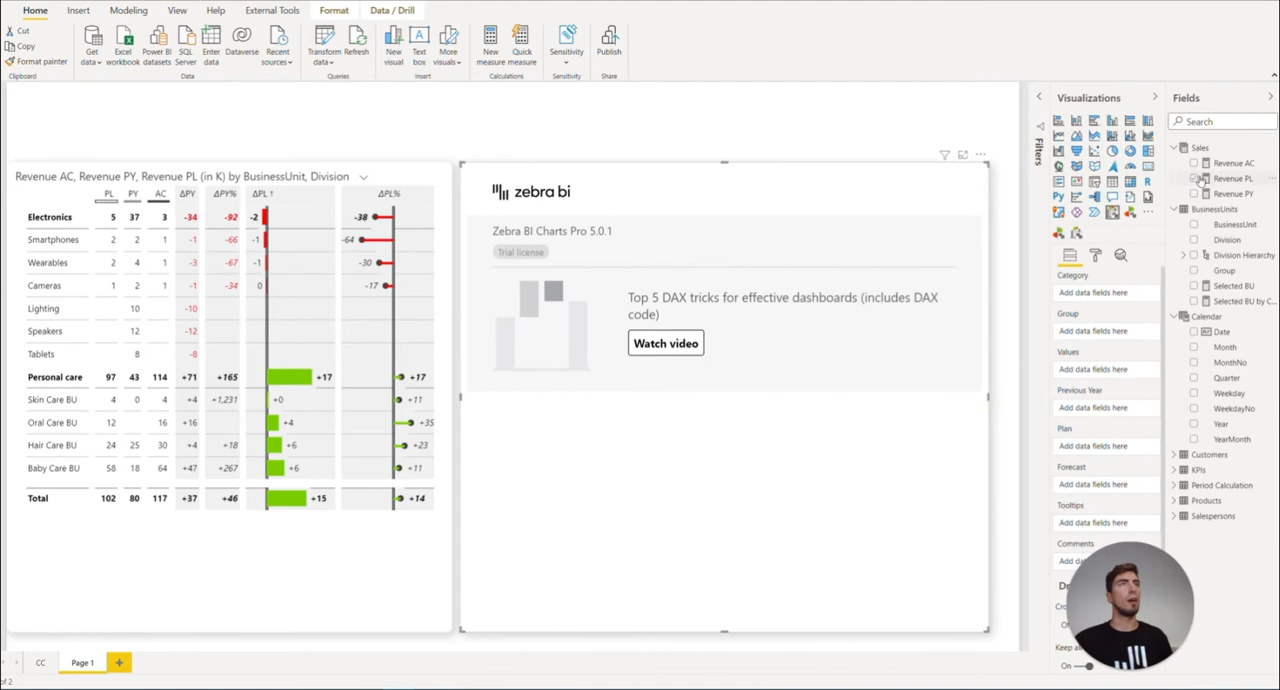 Home Insert Modeling View Help External Tools Format Data / Drill
Cut
Copy
Format painter
Clipboard
Get data
Excel workbook
Power BI datasets
SQL Server
Enter data
Dataverse
Recent sources
Data
Transform data
Refresh
Queries
New visual
Text box
More visuals
Insert
New measure
Quick measure
Calculations
Sensitivity
Sensitivity
Publish
Share
Revenue AC, Revenue PY, Revenue PL (in K) by BusinessUnit, Division
PL PY AC ΔPY ΔPY% ΔPL ↑ ΔPL%
Electronics 5 37 3 -34 -92 -2 -38
Smartphones 2 2 1 -1 -66 -1 -64
Wearables 2 4 1 -3 -67 -1 -30
Cameras 1 2 1 -1 -34 0 -17
Lighting 10 -10
Speakers 12 -12
Tablets 8 -8
Personal care 97 43 114 +71 +165 +17 +17
Skin Care BU 4 0 4 +4 +1,231 +0 +11
Oral Care BU 12 16 +16 +4 +35
Hair Care BU 24 25 30 +4 +18 +6 +23
Baby Care BU 58 18 64 +47 +267 +6 +11
Total 102 80 117 +37 +46 +15 +14
zebra bi
Zebra BI Charts Pro 5.0.1
Trial license
Top 5 DAX tricks for effective dashboards (includes DAX
code)
Watch video
Filters
Visualizations
R
Py
Category
Add data fields here
Group
Add data fields here
Values
Add data fields here
Previous Year
Add data fields here
Plan
Add data fields here
Forecast
Add data fields here
Tooltips
Add data fields here
Comments
Add
Keep al
On
Fields
Search
Sales
Revenue AC
Revenue PL
Revenue PY
BusinessUnits
BusinessUnit
Division
Division Hierarchy
Group
Selected BU
Selected BU by C...
Calendar
Date
Month
MonthNo
Quarter
Weekday
WeekdayNo
Year
YearMonth
Customers
KPIs
Period Calculation
Products
Salespersons
CC Page 1 +
of 2